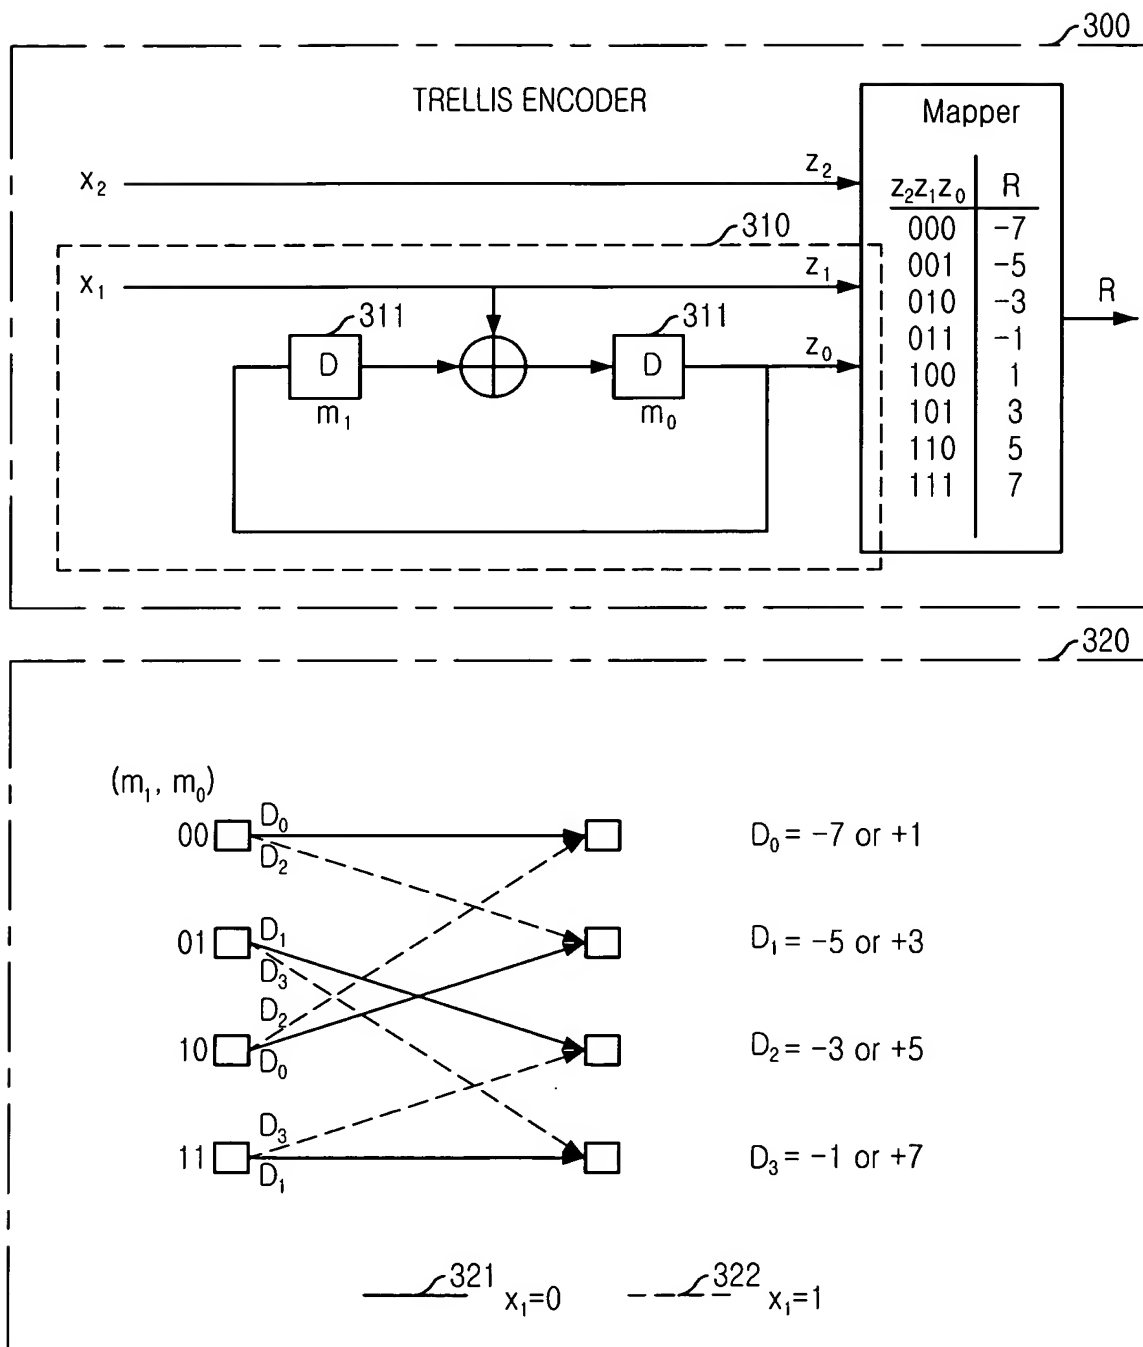 300
TRELLIS ENCODER
Mapper
x₂
z₂
z₂z₁z₀ R
000 -7
310
001 -5
x₁
z₁
010 -3
R
311
311
011 -1
D
D
z₀
100 1
m₁
m₀
101 3
110 5
111 7
320
(m₁, m₀)
00
D₀
D₀ = -7 or +1
D₂
01
D₁
D₁ = -5 or +3
D₃
D₂
10
D₂ = -3 or +5
D₀
D₃
11
D₃ = -1 or +7
D₁
321 x₁=0
322 x₁=1